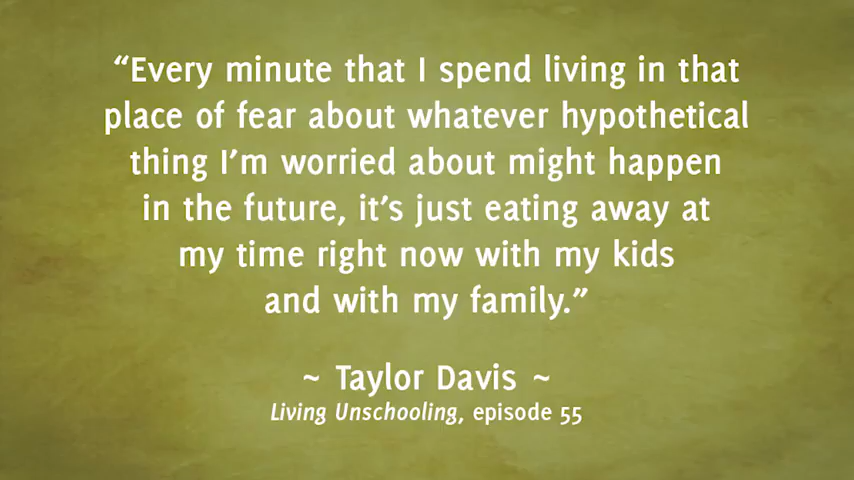 “Every minute that I spend living in that
place of fear about whatever hypothetical
thing I’m worried about might happen
in the future, it’s just eating away at
my time right now with my kids
and with my family.”
~ Taylor Davis ~
Living Unschooling, episode 55